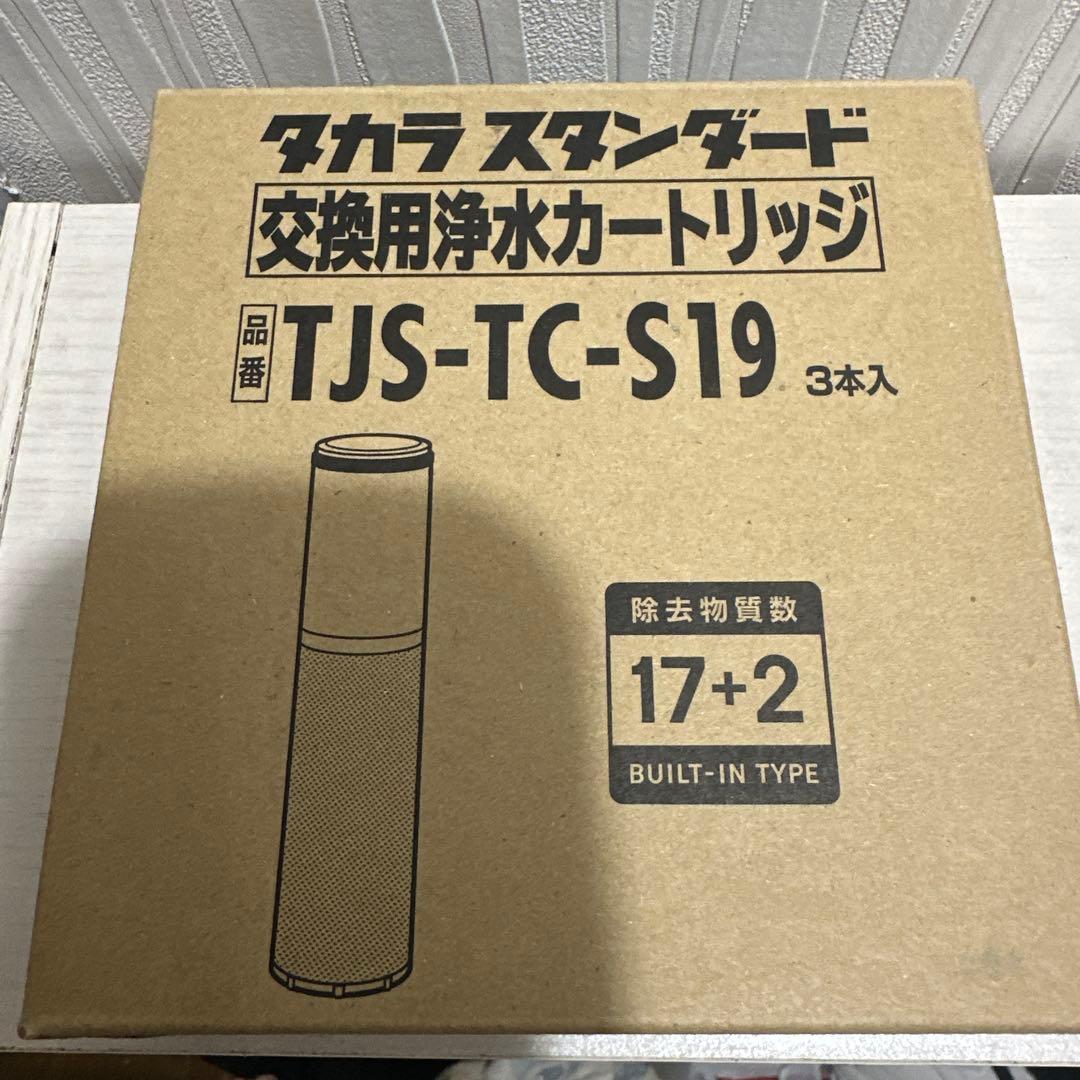 タカラスタンダード
交換用浄水カートリッジ
品番 TJS-TC-S19 3本入
除去物質数
17+2
BUILT-IN TYPE